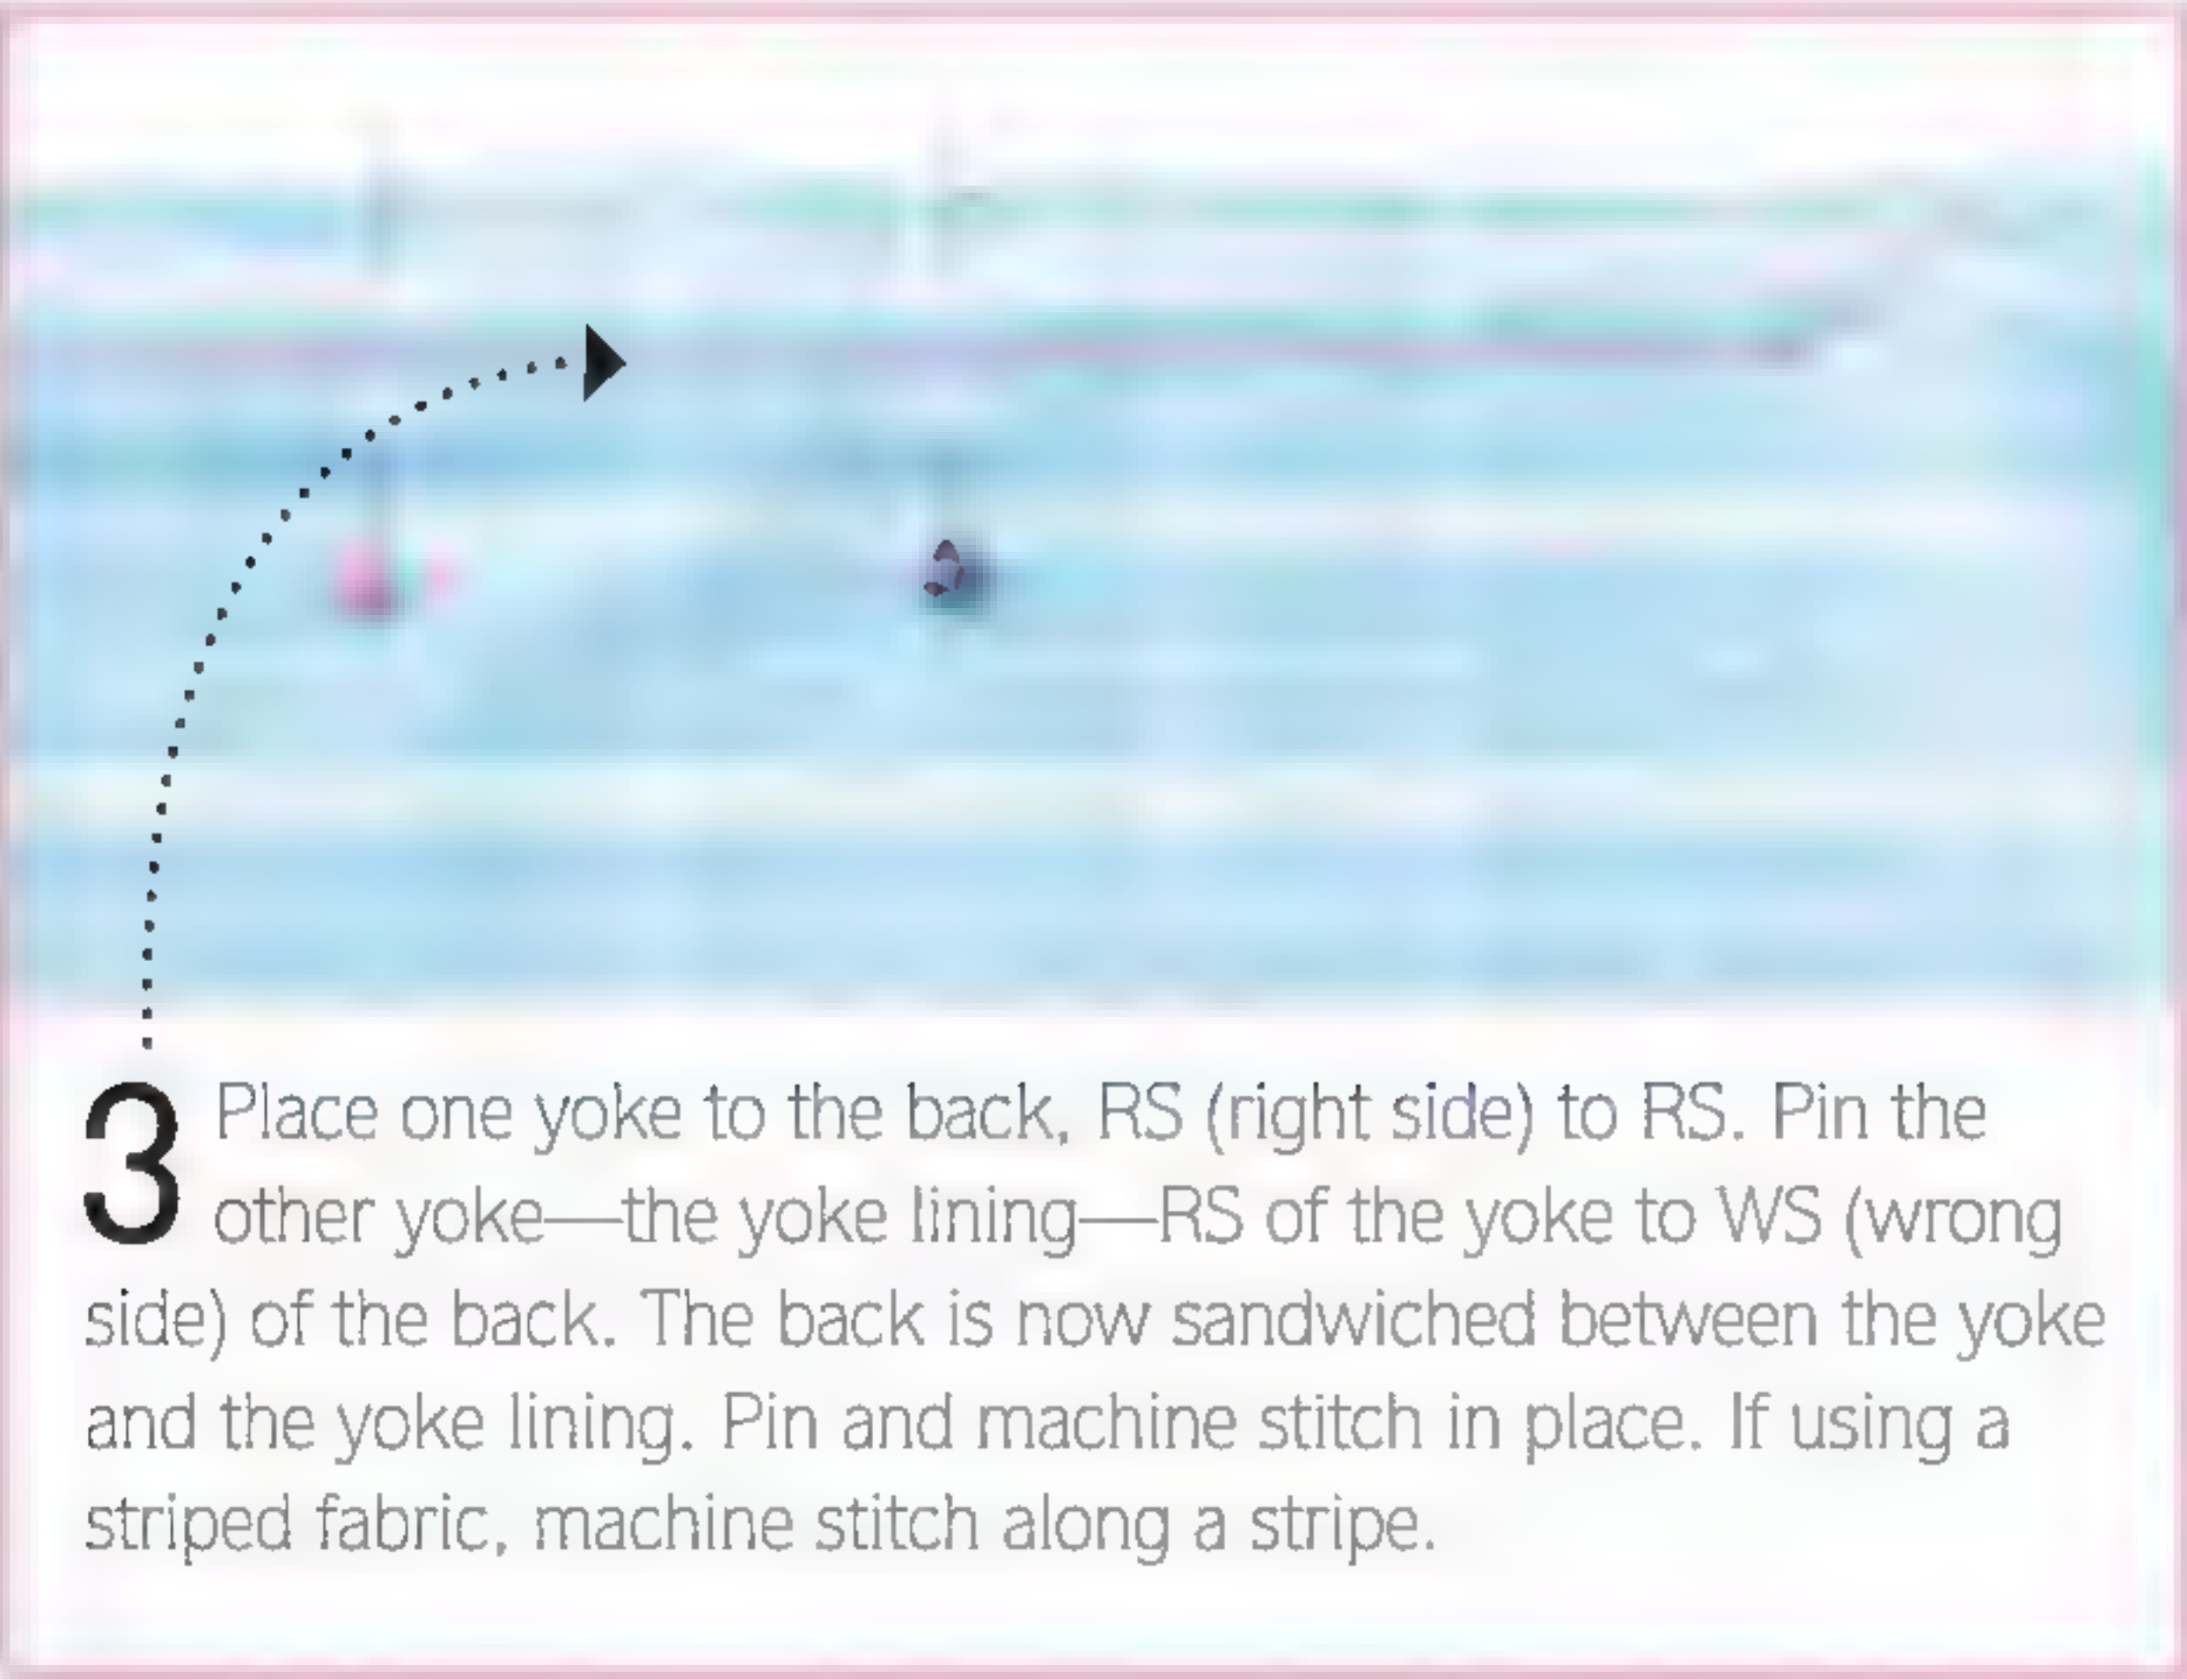 3 Place one yoke to the back, RS (right side) to RS. Pin the
other yoke—the yoke lining—RS of the yoke to WS (wrong
side) of the back. The back is now sandwiched between the yoke
and the yoke lining. Pin and machine stitch in place. If using a
striped fabric, machine stitch along a stripe.